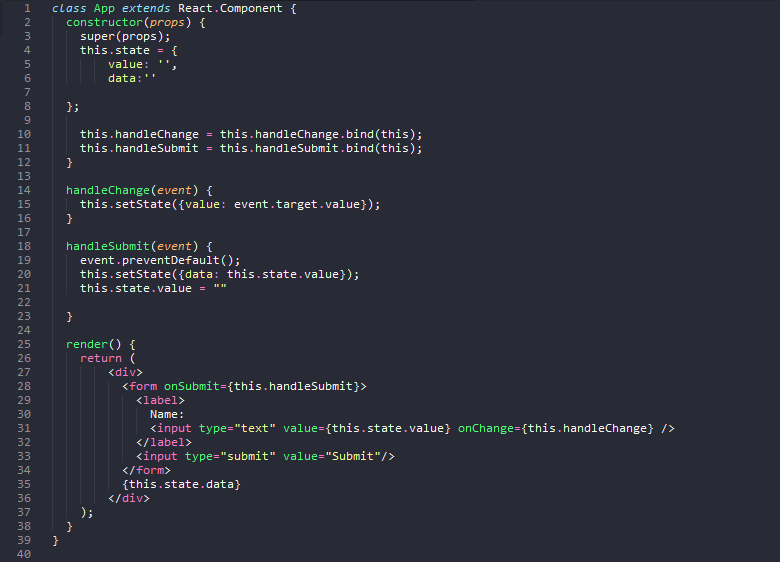 1 class App extends React.Component {
2   constructor(props) {
3     super(props);
4     this.state = {
5         value: '',
6         data:''
7
8   };
9
10     this.handleChange = this.handleChange.bind(this);
11     this.handleSubmit = this.handleSubmit.bind(this);
12   }
13
14   handleChange(event) {
15     this.setState({value: event.target.value});
16   }
17
18   handleSubmit(event) {
19     event.preventDefault();
20     this.setState({data: this.state.value});
21     this.state.value = ""
22
23   }
24
25   render() {
26     return (
27         <div>
28           <form onSubmit={this.handleSubmit}>
29             <label>
30               Name:
31               <input type="text" value={this.state.value} onChange={this.handleChange} />
32             </label>
33             <input type="submit" value="Submit"/>
34           </form>
35           {this.state.data}
36         </div>
37     );
38   }
39 }
40